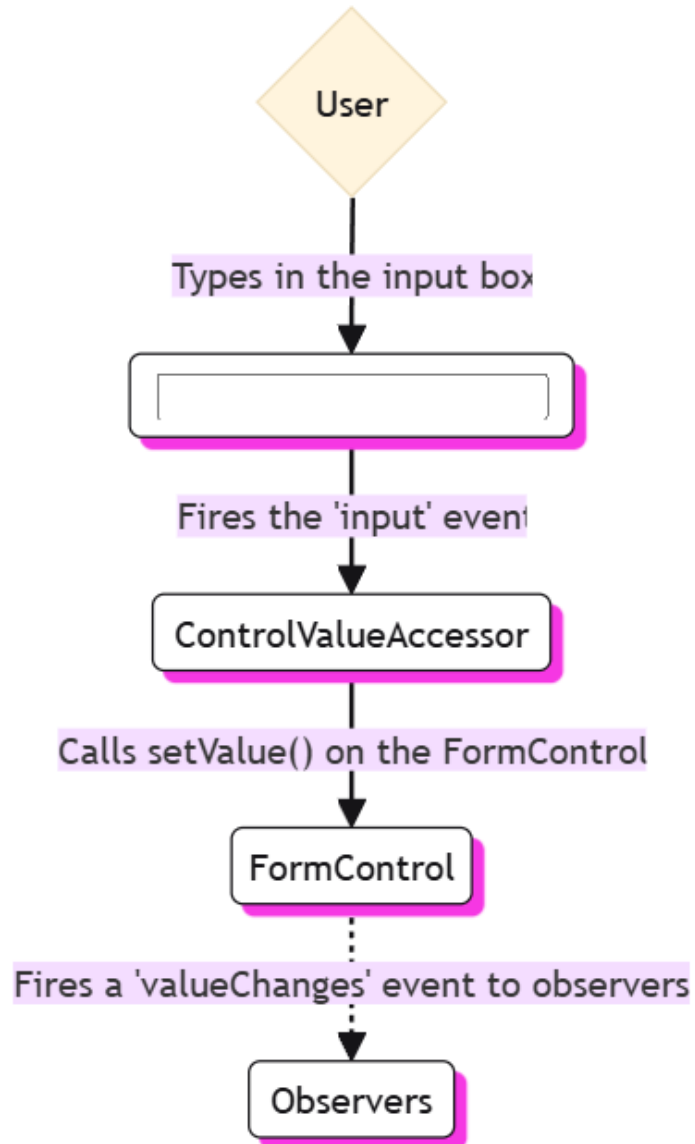 User
Types in the input box
Fires the 'input' event
ControlValueAccessor
Calls setValue() on the FormControl
FormControl
Fires a 'valueChanges' event to observers
Observers